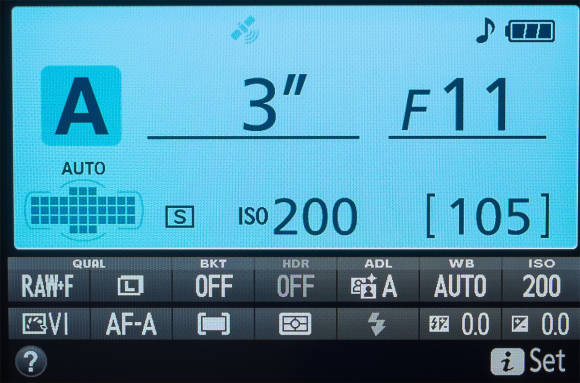 A 3" F11
AUTO
S ISO 200 [105]
QUAL BKT HDR ADL WB ISO
RAW+F L OFF OFF A AUTO 200
VI AF-A 0.0 0.0
? i Set